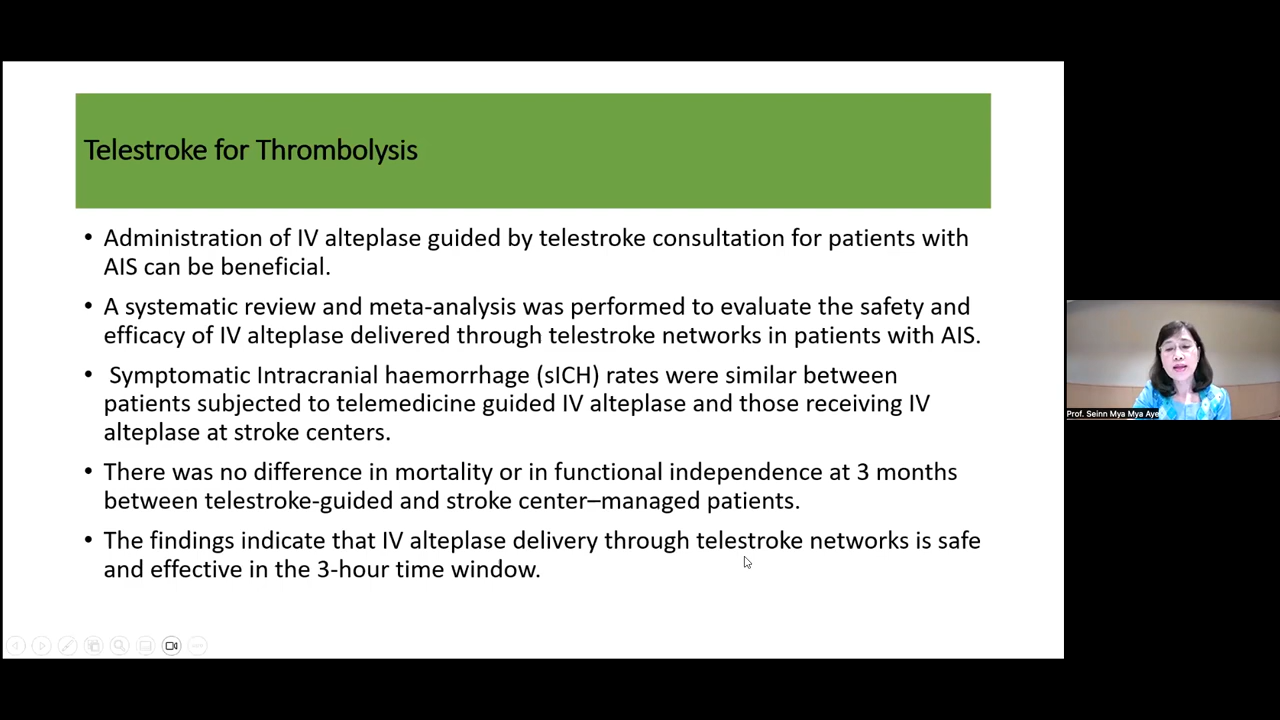 Telestroke for Thrombolysis
• Administration of IV alteplase guided by telestroke consultation for patients with
AIS can be beneficial.
• A systematic review and meta-analysis was performed to evaluate the safety and
efficacy of IV alteplase delivered through telestroke networks in patients with AIS.
• Symptomatic Intracranial haemorrhage (sICH) rates were similar between
patients subjected to telemedicine guided IV alteplase and those receiving IV
alteplase at stroke centers.
• There was no difference in mortality or in functional independence at 3 months
between telestroke-guided and stroke center–managed patients.
• The findings indicate that IV alteplase delivery through telestroke networks is safe
and effective in the 3-hour time window.
Prof. Seinn Mya Mya Aye